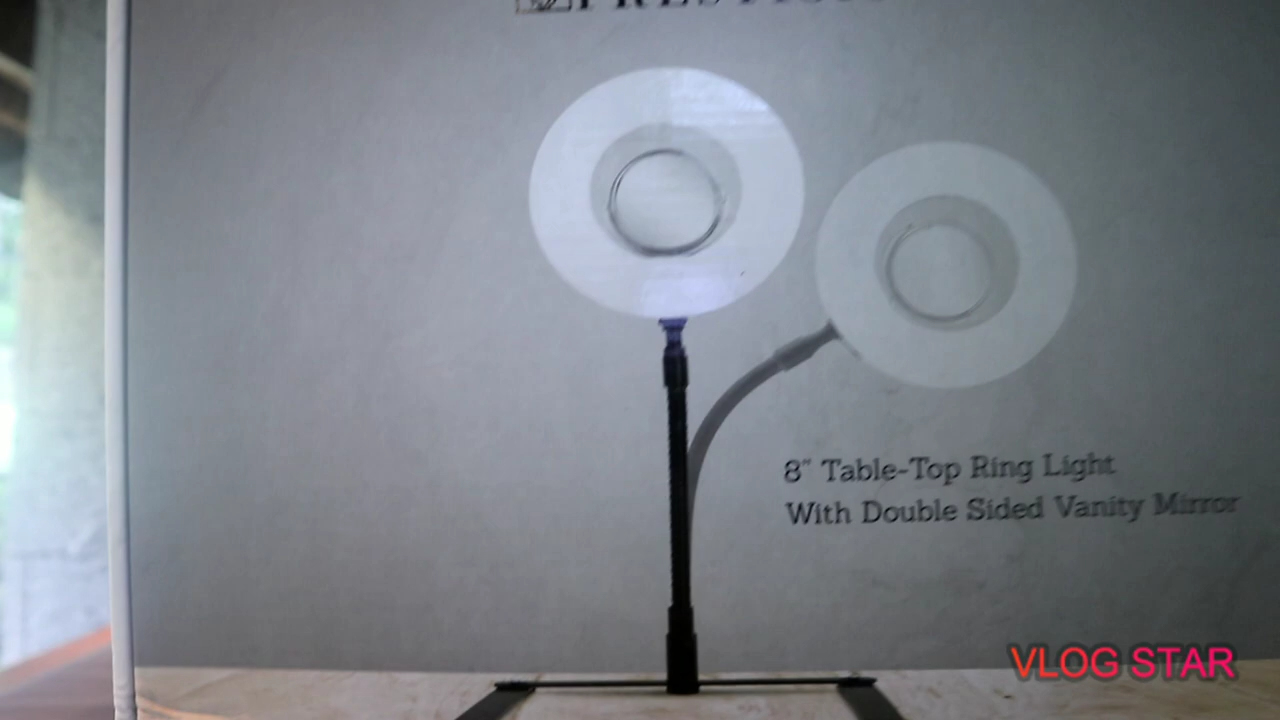 8" Table-Top Ring Light
With Double Sided Vanity Mirror
VLOG STAR